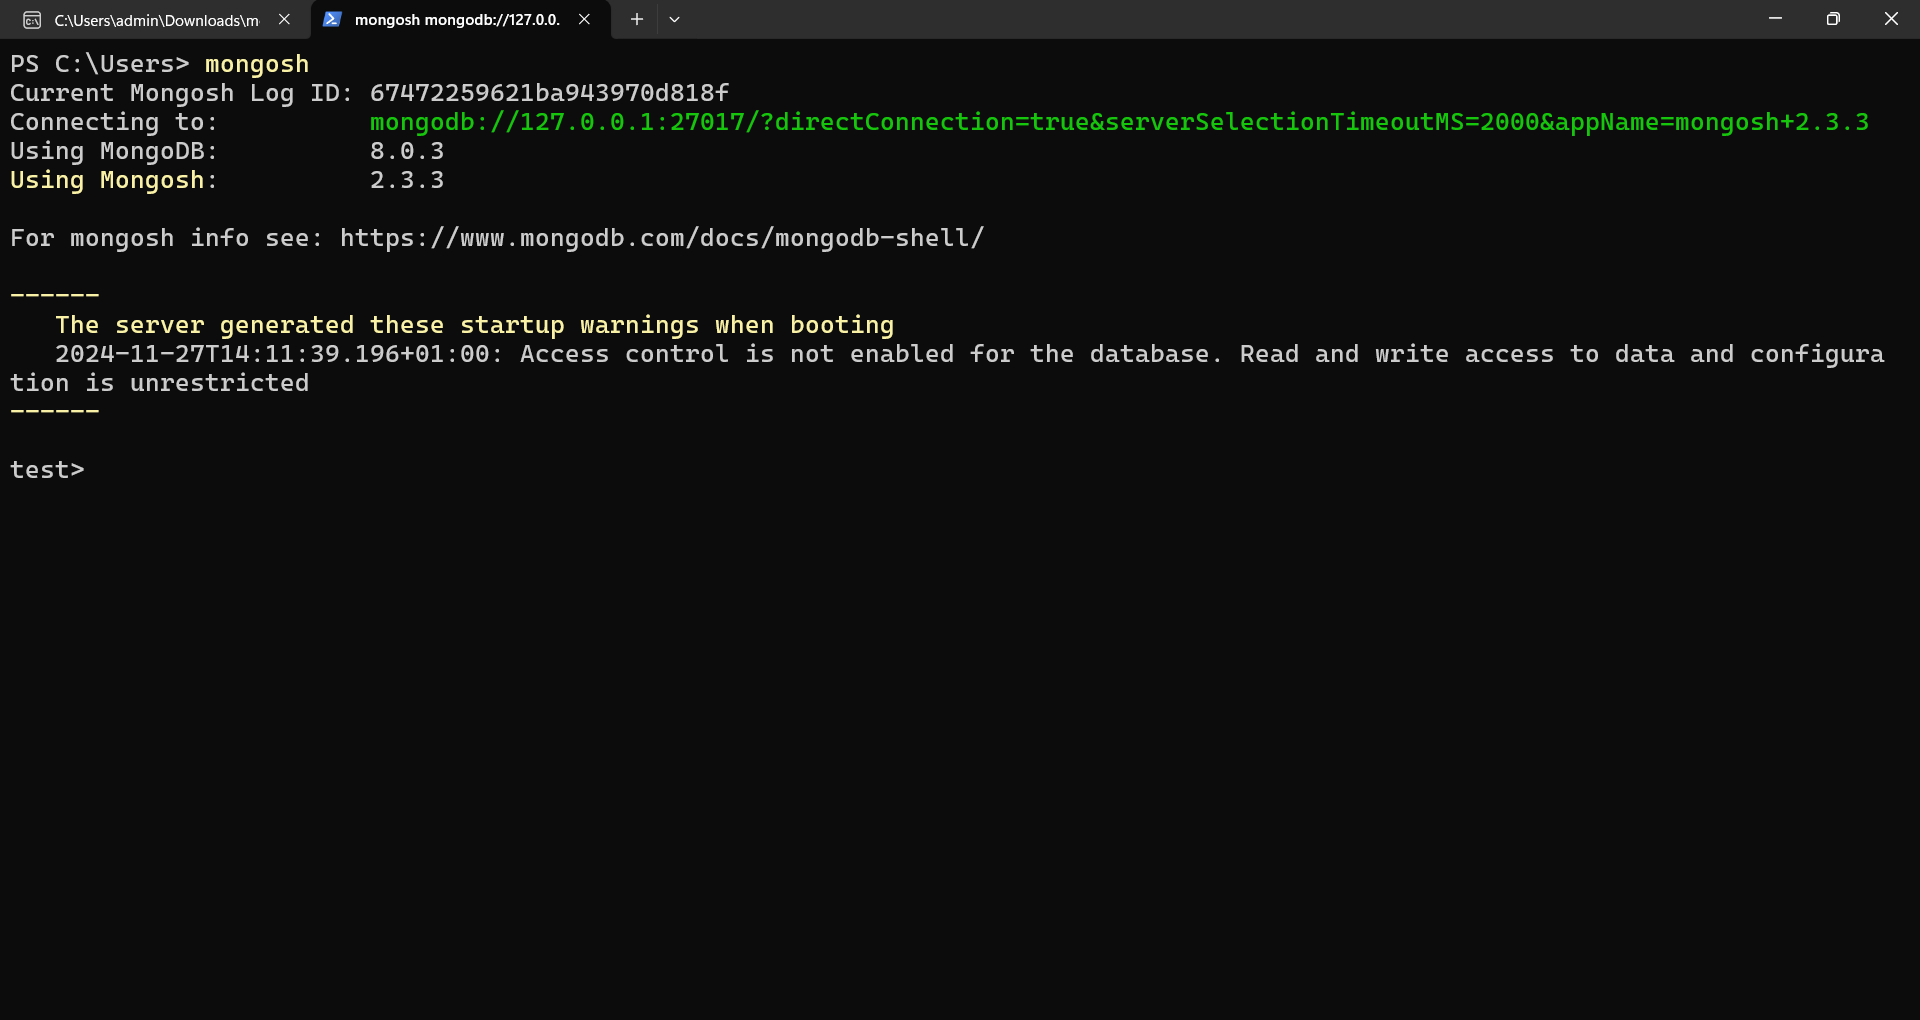 C:\Users\admin\Downloads\m
mongosh mongodb://127.0.0.
PS C:\Users> mongosh
Current Mongosh Log ID: 67472259621ba943970d818f
Connecting to: mongodb://127.0.0.1:27017/?directConnection=true&serverSelectionTimeoutMS=2000&appName=mongosh+2.3.3
Using MongoDB: 8.0.3
Using Mongosh: 2.3.3
For mongosh info see: https://www.mongodb.com/docs/mongodb-shell/
------
The server generated these startup warnings when booting
2024-11-27T14:11:39.196+01:00: Access control is not enabled for the database. Read and write access to data and configura
tion is unrestricted
------
test>